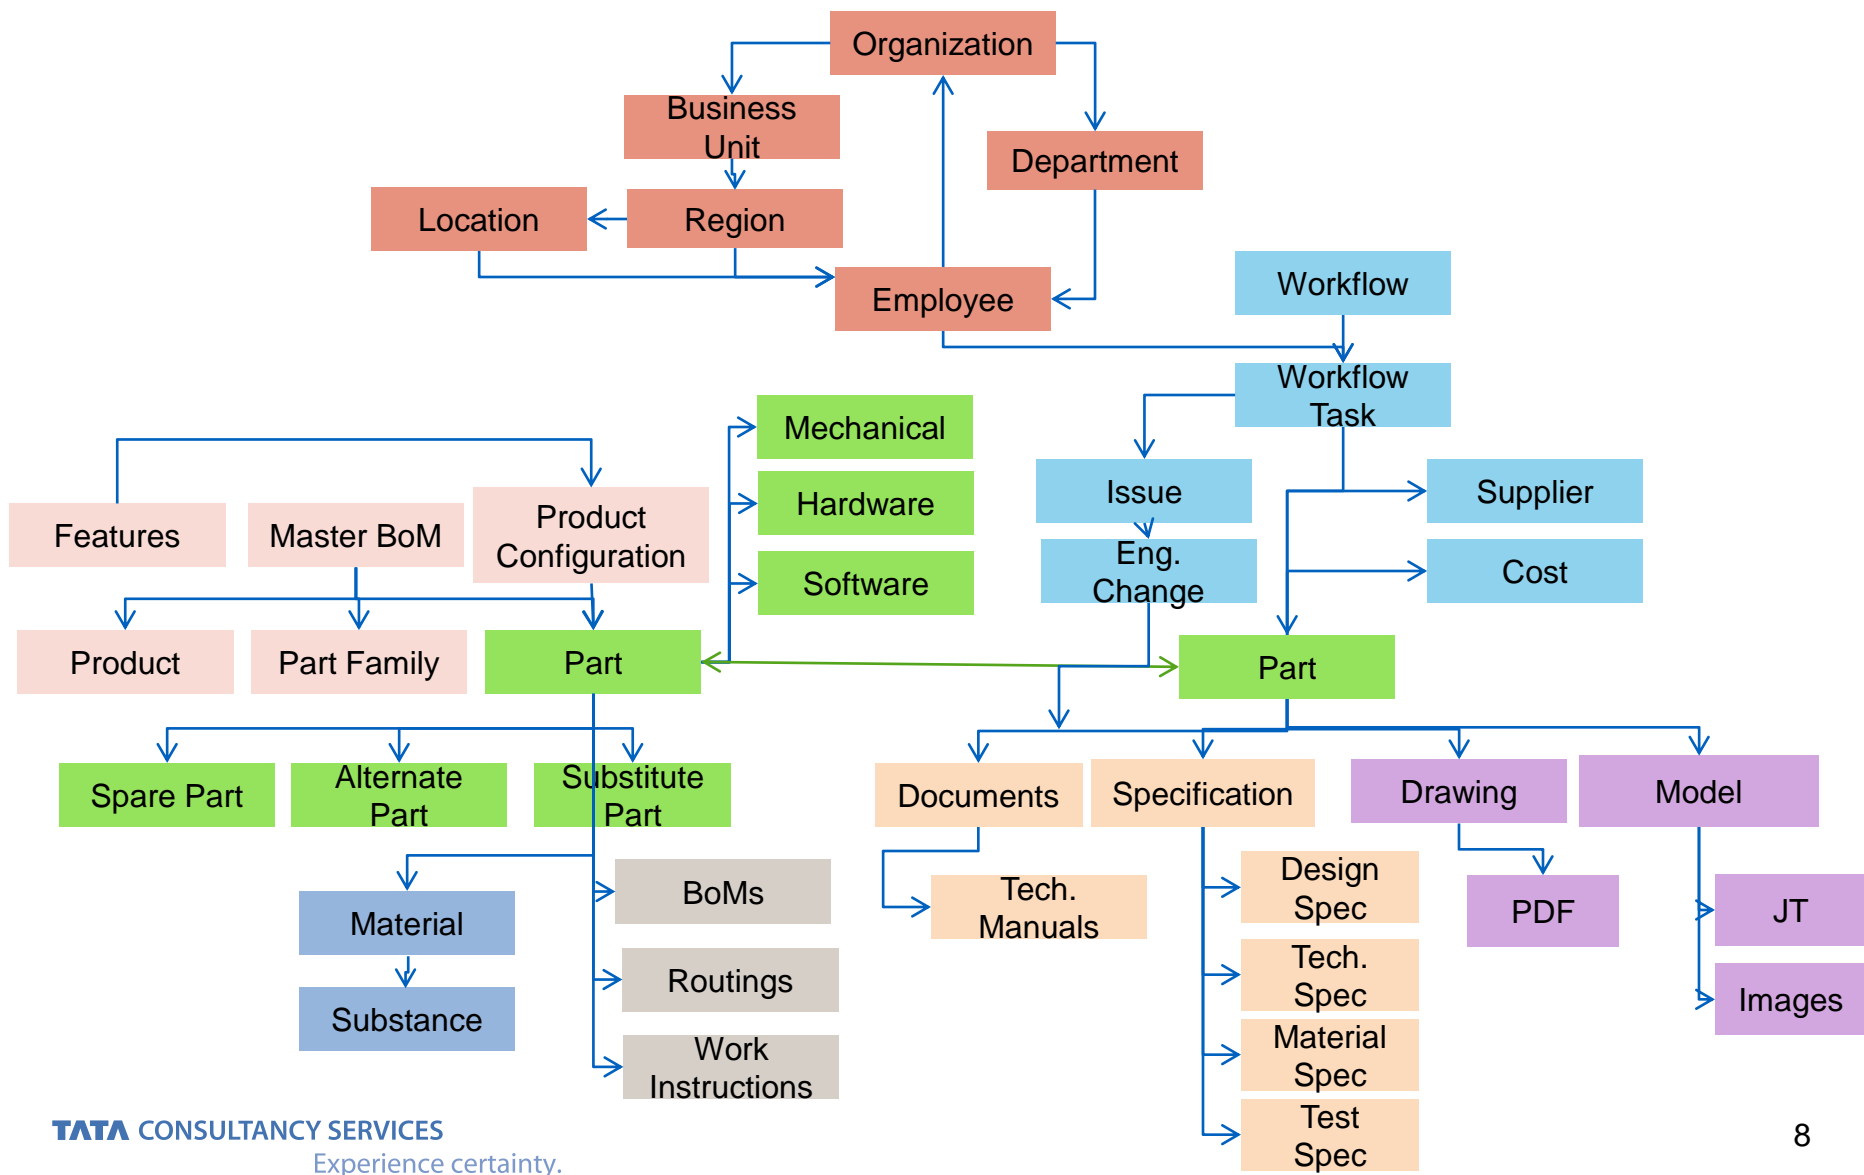 Organization
Business
Unit
Department
Location
Region
Employee
Workflow
Workflow
Task
Mechanical
Hardware
Software
Issue
Supplier
Eng.
Change
Cost
Features
Master BoM
Product
Configuration
Product
Part Family
Part
Part
Spare Part
Alternate
Part
Substitute
Part
Documents
Specification
Drawing
Model
Material
Substance
BoMs
Routings
Work
Instructions
Tech.
Manuals
Design
Spec
Tech.
Spec
Material
Spec
Test
Spec
PDF
JT
Images
TATA CONSULTANCY SERVICES
Experience certainty.
8